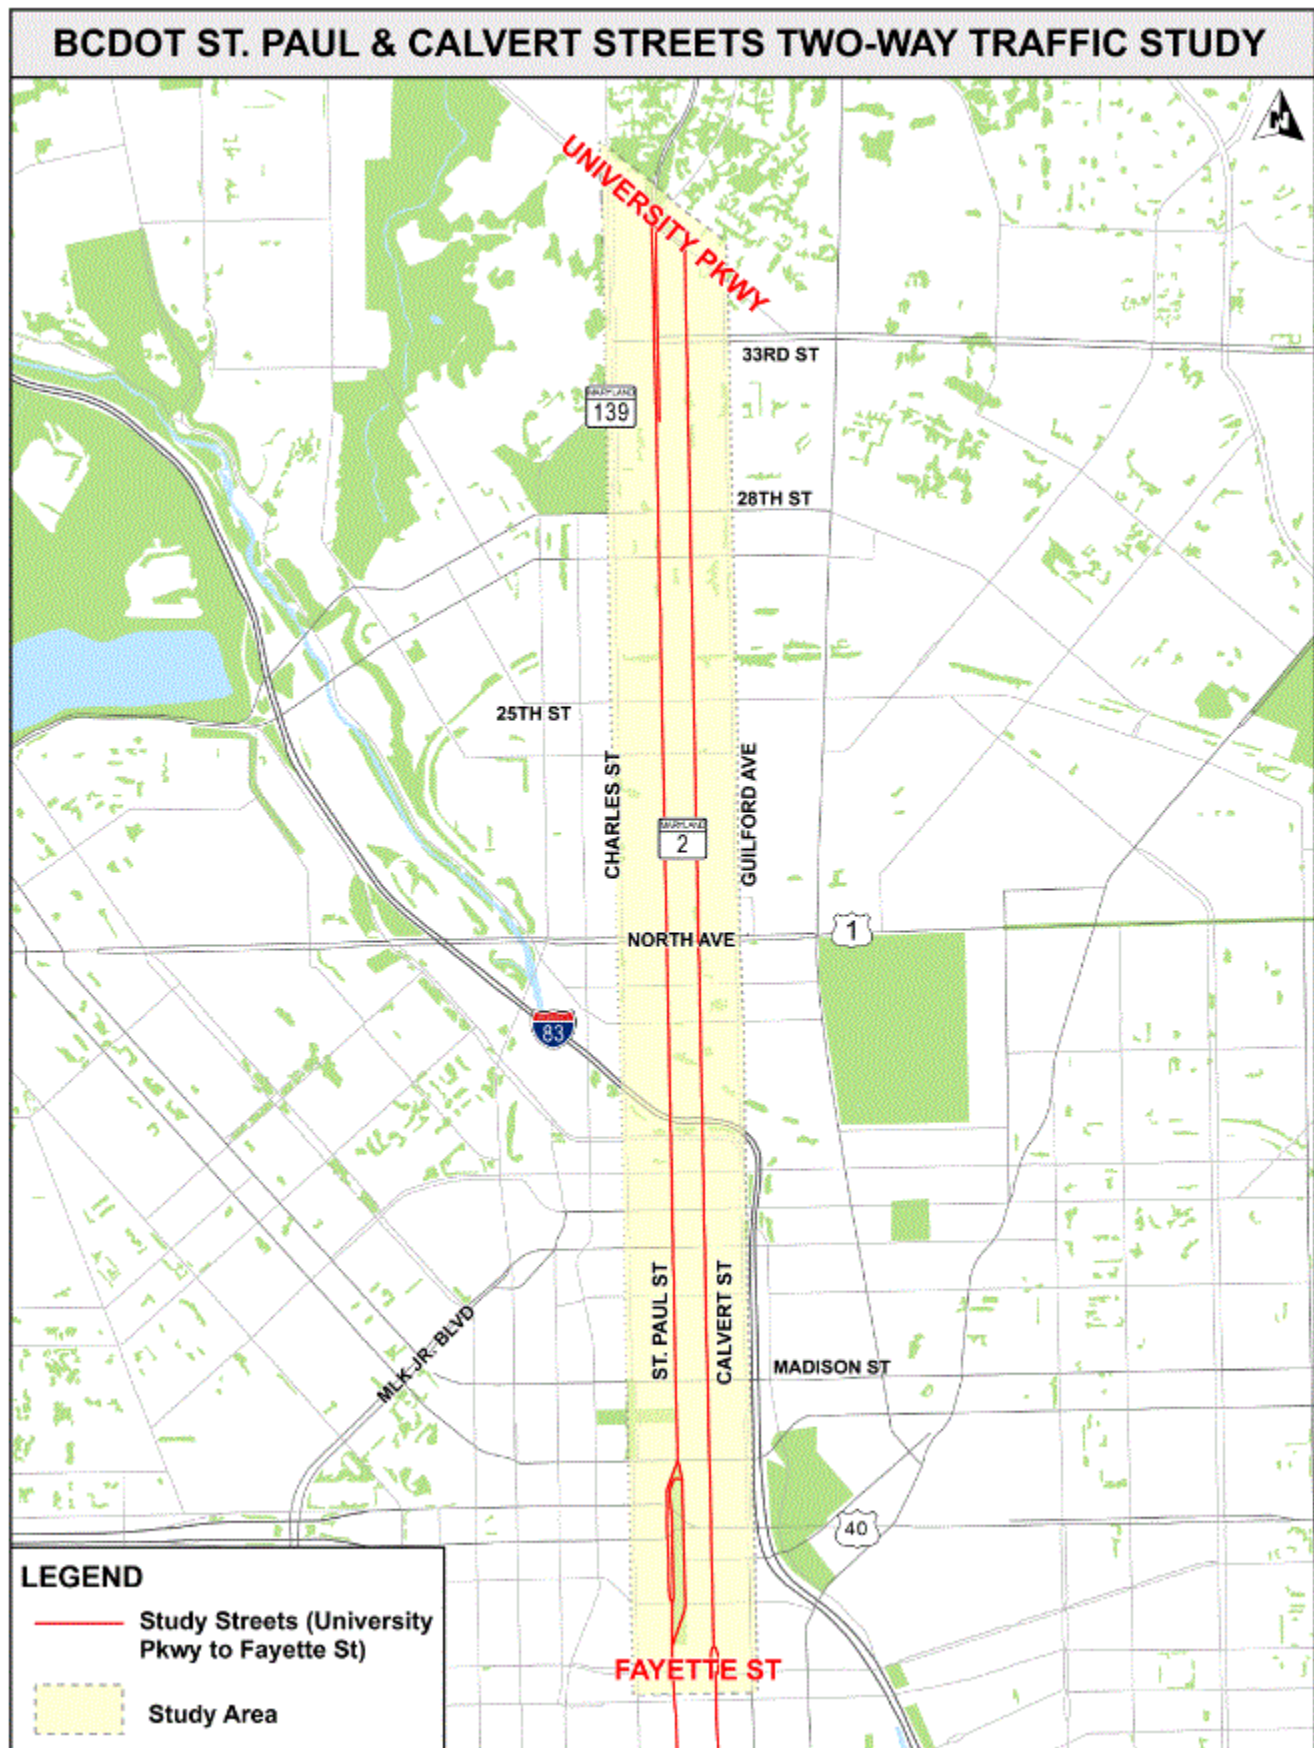 BCDOT ST. PAUL & CALVERT STREETS TWO-WAY TRAFFIC STUDY
N
UNIVERSITY PKWY
33RD ST
MARYLAND
139
28TH ST
25TH ST
CHARLES ST
GUILFORD AVE
MARYLAND
2
NORTH AVE
1
83
ST. PAUL ST
CALVERT ST
MLK JR. BLVD
MADISON ST
40
FAYETTE ST
LEGEND
Study Streets (University
Pkwy to Fayette St)
Study Area